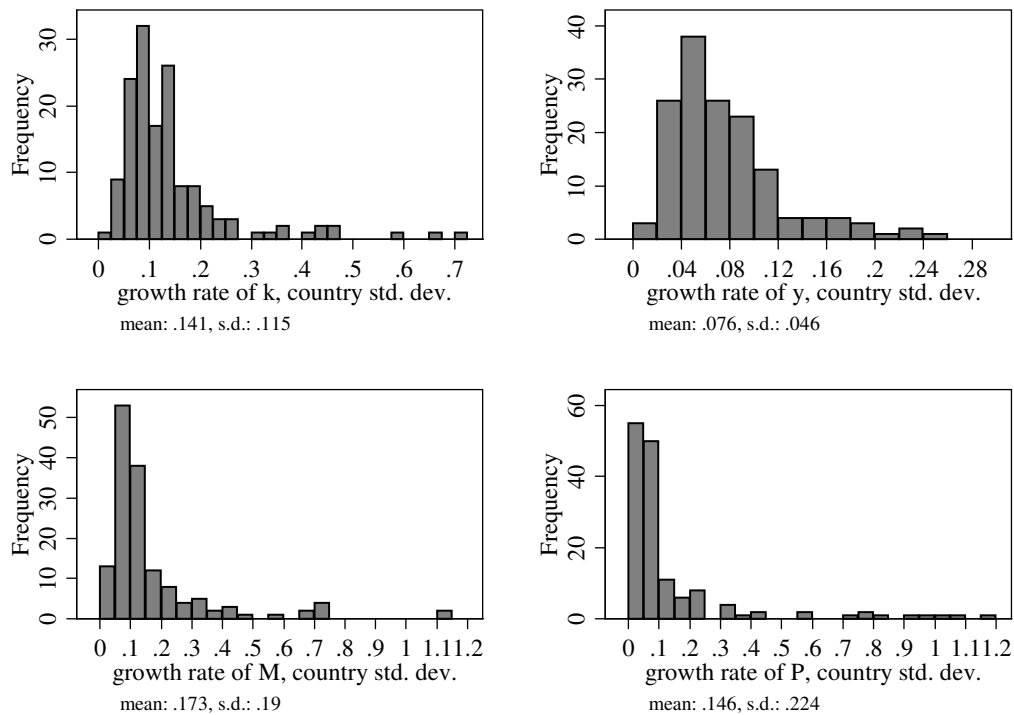 Frequency
30
20
10
0
0 .1 .2 .3 .4 .5 .6 .7
growth rate of k, country std. dev.
mean: .141, s.d.: .115
Frequency
40
30
20
10
0
0 .04 .08 .12 .16 .2 .24 .28
growth rate of y, country std. dev.
mean: .076, s.d.: .046
Frequency
50
40
30
20
10
0
0 .1 .2 .3 .4 .5 .6 .7 .8 .9 1 1.11.2
growth rate of M, country std. dev.
mean: .173, s.d.: .19
Frequency
60
40
20
0
0 .1 .2 .3 .4 .5 .6 .7 .8 .9 1 1.11.2
growth rate of P, country std. dev.
mean: .146, s.d.: .224